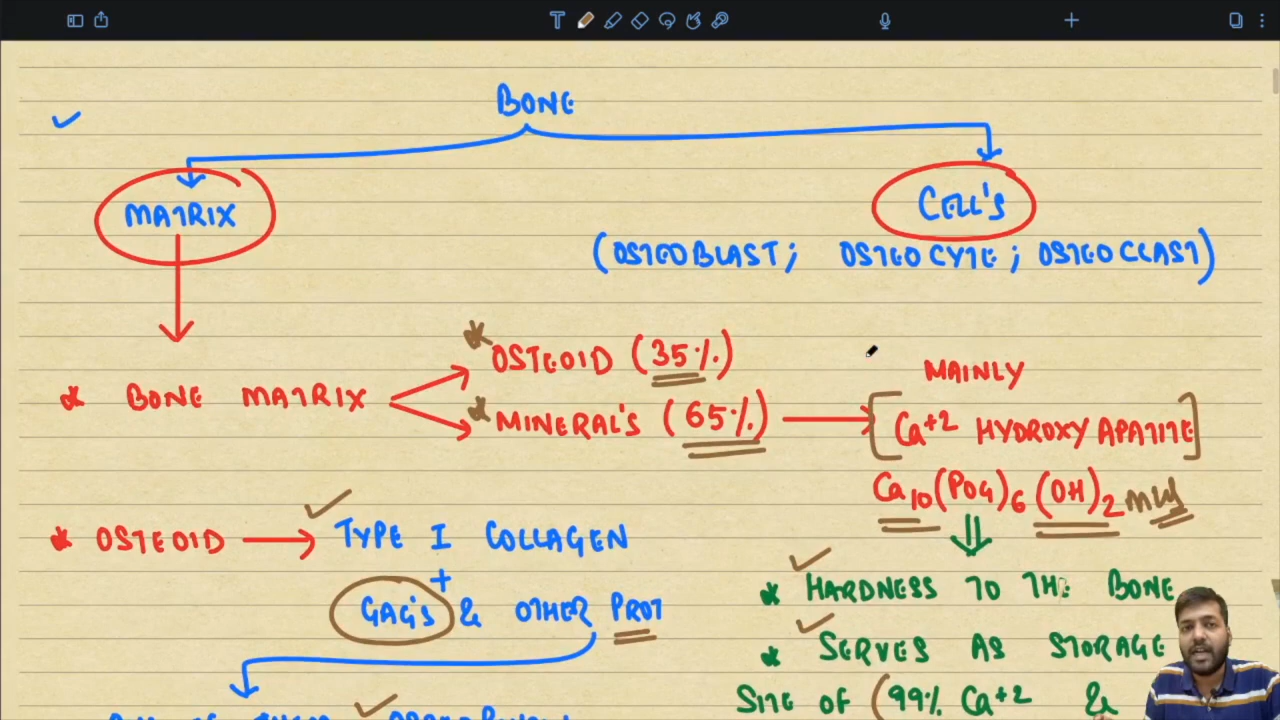 BONE
MATRIX
CELL'S
(OSTEOBLAST; OSTEOCYTE; OSTEOCLAST)
* OSTEOID (35%)
MAINLY
* BONE MATRIX
* MINERAL'S (65%) [Ca+2 HYDROXYAPATITE]
Ca10(PO4)6(OH)2
* OSTEOID → TYPE I COLLAGEN
+
* HARDNESS TO THE BONE
GAG'S & OTHER PROT
* SERVES AS STORAGE
SITE OF (99% Ca+2 &